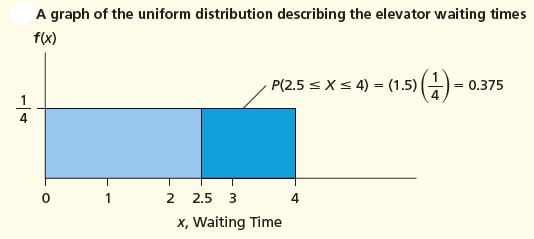 A graph of the uniform distribution describing the elevator waiting times
f(x)
P(2.5 ≤ X ≤ 4) = (1.5) (1/4) = 0.375
1/4
0 1 2 2.5 3 4
x, Waiting Time